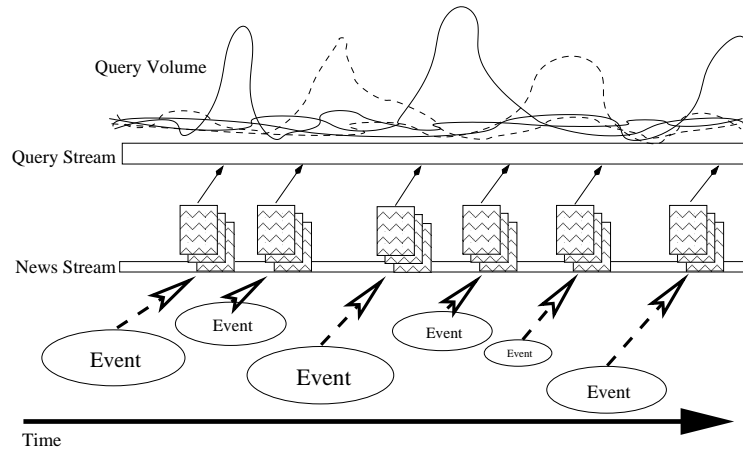 Query Volume
Query Stream
News Stream
Event
Event
Event
Event
Event
Event
Time